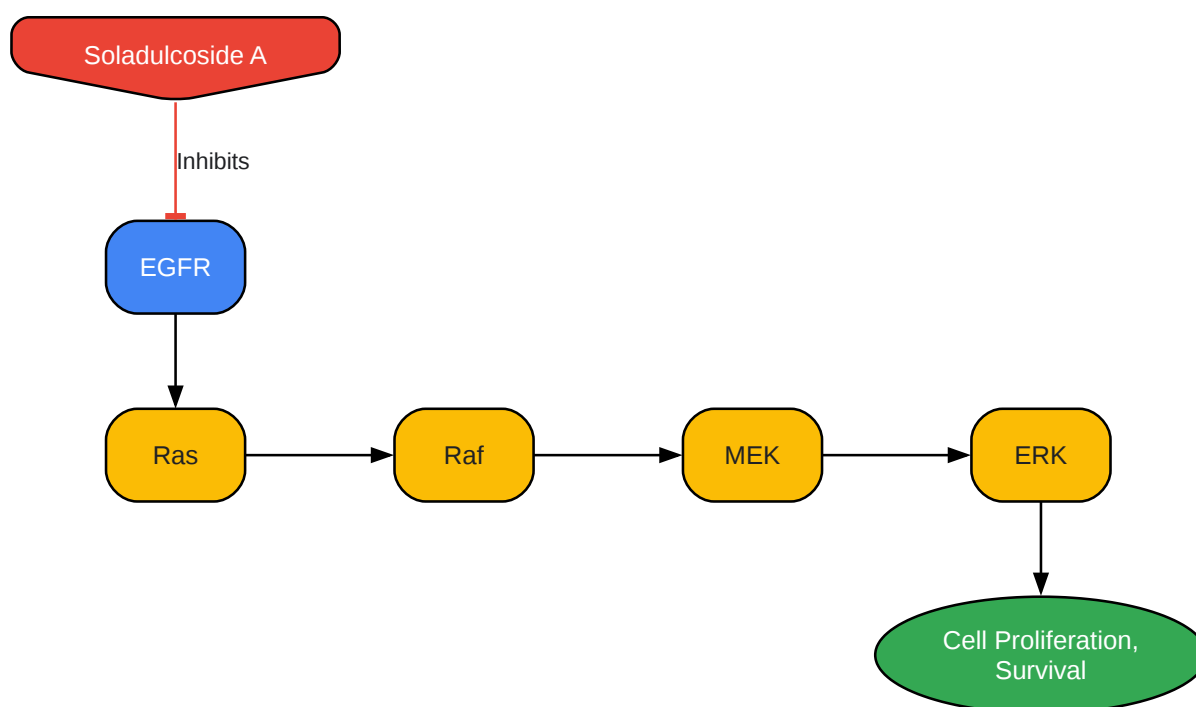 Soladulcoside A
Inhibits
EGFR
Ras
Raf
MEK
ERK
Cell Proliferation,
Survival